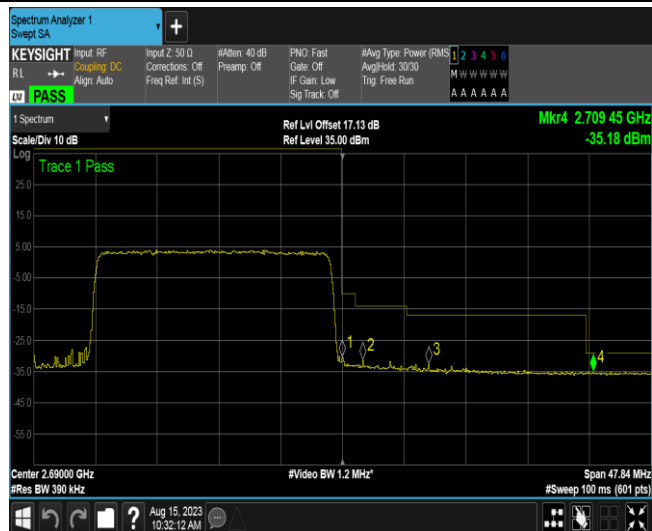 Spectrum Analyzer 1
Swept SA
+
KEYSIGHT
RL
PASS
Input: RF
Coupling: DC
Align: Auto
Input Z: 50 Ω
Corrections: Off
Freq Ref: Int (S)
#Atten: 40 dB
Preamp: Off
PNO: Fast
Gate: Off
IF Gain: Low
Sig Track: Off
#Avg Type: Power (RMS
Avg|Hold: 30/30
Trig: Free Run
1 2 3 4 5 6
M W W W W W
A A A A A A
1 Spectrum
Scale/Div 10 dB
Ref Lvl Offset 17.13 dB
Ref Level 35.00 dBm
Mkr4 2.709 45 GHz
-35.18 dBm
Log
Trace 1 Pass
25.0
15.0
5.00
-5.00
-15.0
-25.0
-35.0
-45.0
-55.0
1
2
3
4
Center 2.69000 GHz
#Res BW 390 kHz
#Video BW 1.2 MHz*
Span 47.84 MHz
#Sweep 100 ms (601 pts)
?
Aug 15, 2023
10:32:12 AM